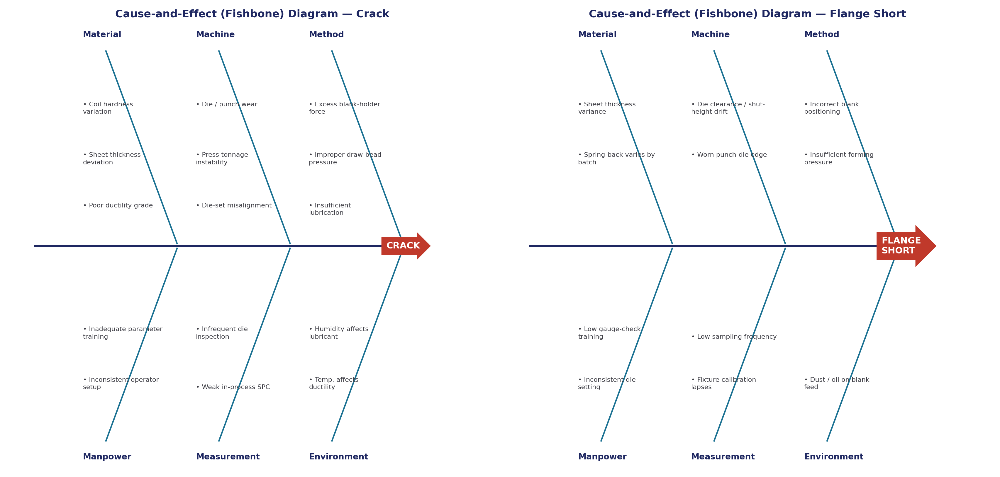 Cause-and-Effect (Fishbone) Diagram — Crack
Material
Machine
Method
• Coil hardness
variation
• Die / punch wear
• Excess blank-holder
force
• Sheet thickness
deviation
• Press tonnage
instability
• Improper draw-bead
pressure
• Poor ductility grade
• Die-set misalignment
• Insufficient
lubrication
CRACK
• Inadequate parameter
training
• Infrequent die
inspection
• Humidity affects
lubricant
• Inconsistent operator
setup
• Weak in-process SPC
• Temp. affects
ductility
Manpower
Measurement
Environment
Cause-and-Effect (Fishbone) Diagram — Flange Short
Material
Machine
Method
• Sheet thickness
variance
• Die clearance / shut-
height drift
• Incorrect blank
positioning
• Spring-back varies by
batch
• Worn punch-die edge
• Insufficient forming
pressure
FLANGE
SHORT
• Low gauge-check
training
• Low sampling frequency
• Inconsistent die-
setting
• Fixture calibration
lapses
• Dust / oil on blank
feed
Manpower
Measurement
Environment